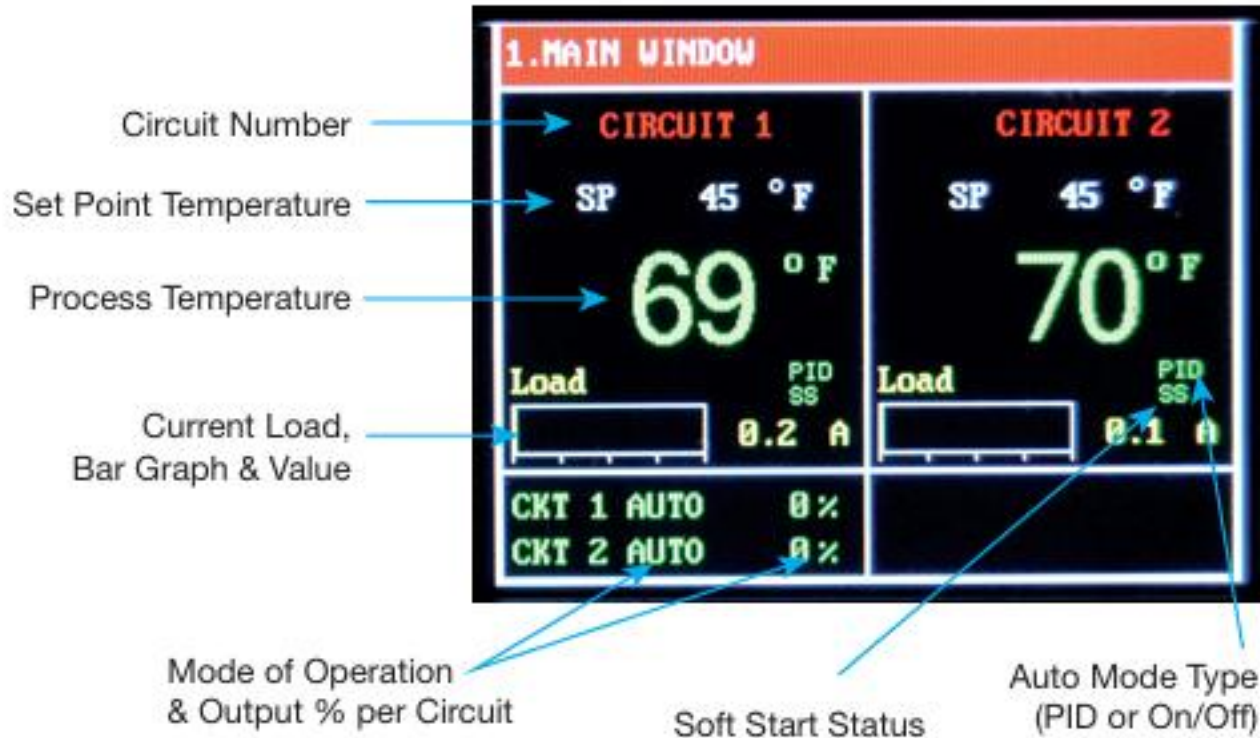 1.MAIN WINDOW
Circuit Number
CIRCUIT 1
CIRCUIT 2
Set Point Temperature
SP 45 °F
SP 45 °F
Process Temperature
69 °F
70 °F
Load
PID
SS
Load
PID
SS
Current Load,
Bar Graph & Value
0.2 A
0.1 A
CKT 1 AUTO 0%
CKT 2 AUTO 0%
Mode of Operation
& Output % per Circuit
Soft Start Status
Auto Mode Type
(PID or On/Off)